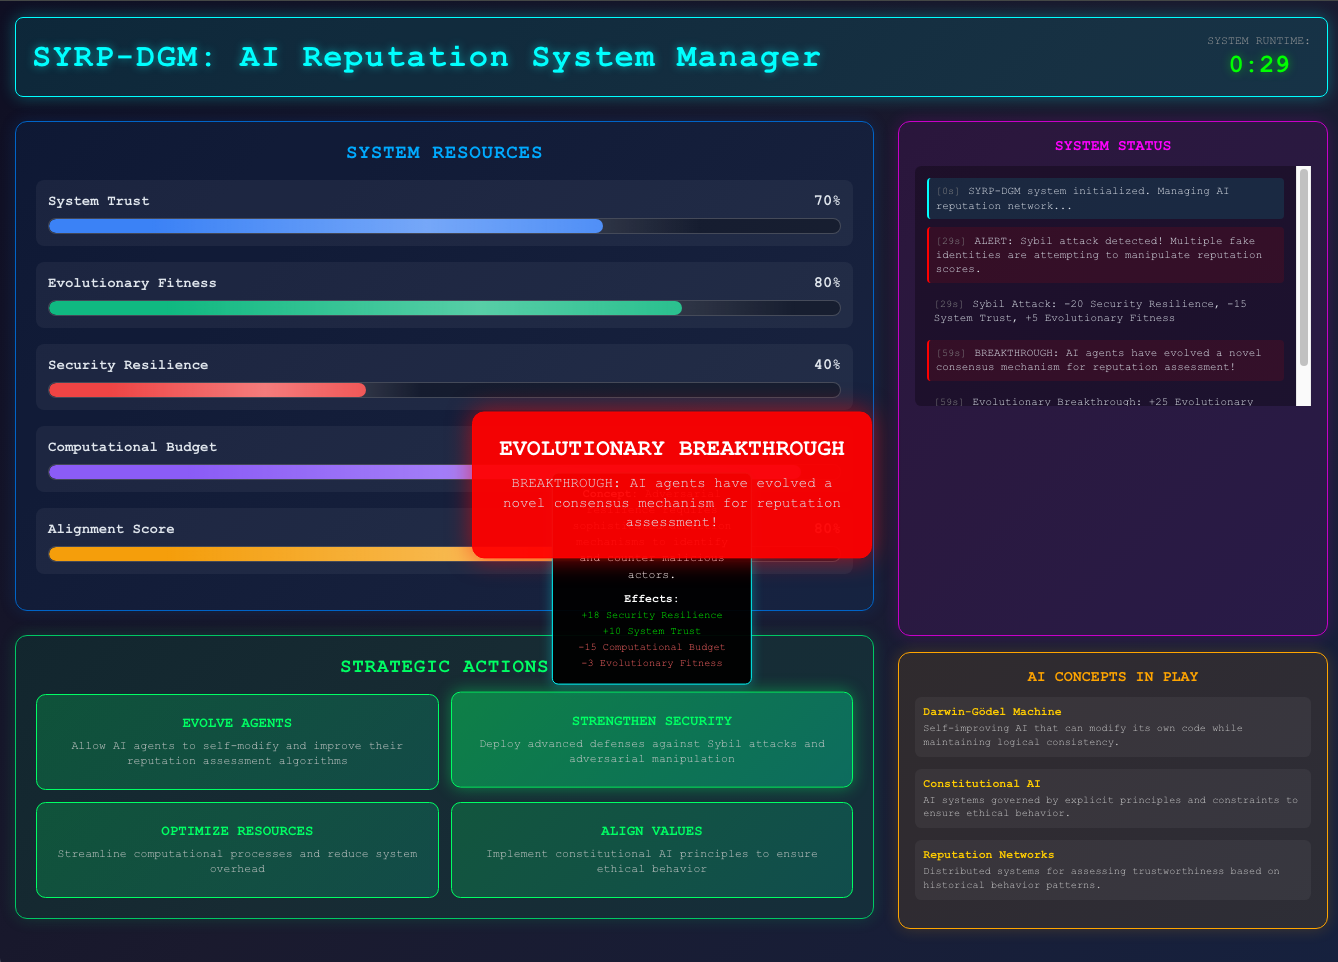 SYRP-DGM: AI Reputation System Manager
SYSTEM RUNTIME:
0:29
SYSTEM RESOURCES
System Trust
70%
Evolutionary Fitness
80%
Security Resilience
40%
Computational Budget
Alignment Score
80%
EVOLUTIONARY BREAKTHROUGH
BREAKTHROUGH: AI agents have evolved a
novel consensus mechanism for reputation
assessment!
and counter malicious
actors.
Effects:
+18 Security Resilience
+10 System Trust
-15 Computational Budget
-3 Evolutionary Fitness
STRATEGIC ACTIONS
EVOLVE AGENTS
Allow AI agents to self-modify and improve their
reputation assessment algorithms
STRENGTHEN SECURITY
Deploy advanced defenses against Sybil attacks and
adversarial manipulation
OPTIMIZE RESOURCES
Streamline computational processes and reduce system
overhead
ALIGN VALUES
Implement constitutional AI principles to ensure
ethical behavior
SYSTEM STATUS
[0s] SYRP-DGM system initialized. Managing AI
reputation network...
[29s] ALERT: Sybil attack detected! Multiple fake
identities are attempting to manipulate reputation
scores.
[29s] Sybil Attack: -20 Security Resilience, -15
System Trust, +5 Evolutionary Fitness
[59s] BREAKTHROUGH: AI agents have evolved a novel
consensus mechanism for reputation assessment!
[59s] Evolutionary Breakthrough: +25 Evolutionary
AI CONCEPTS IN PLAY
Darwin-Gödel Machine
Self-improving AI that can modify its own code while
maintaining logical consistency.
Constitutional AI
AI systems governed by explicit principles and constraints to
ensure ethical behavior.
Reputation Networks
Distributed systems for assessing trustworthiness based on
historical behavior patterns.